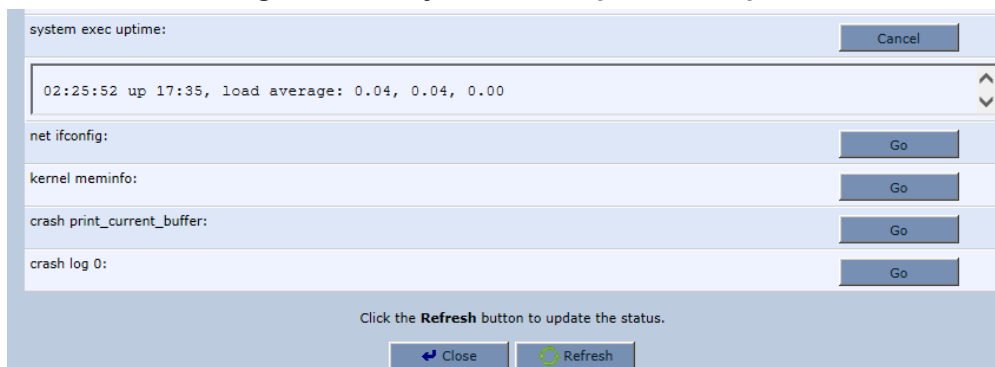 system exec uptime:
Cancel
02:25:52 up 17:35, load average: 0.04, 0.04, 0.00
net ifconfig:
Go
kernel meminfo:
Go
crash print_current_buffer:
Go
crash log 0:
Go
Click the Refresh button to update the status.
Close
Refresh